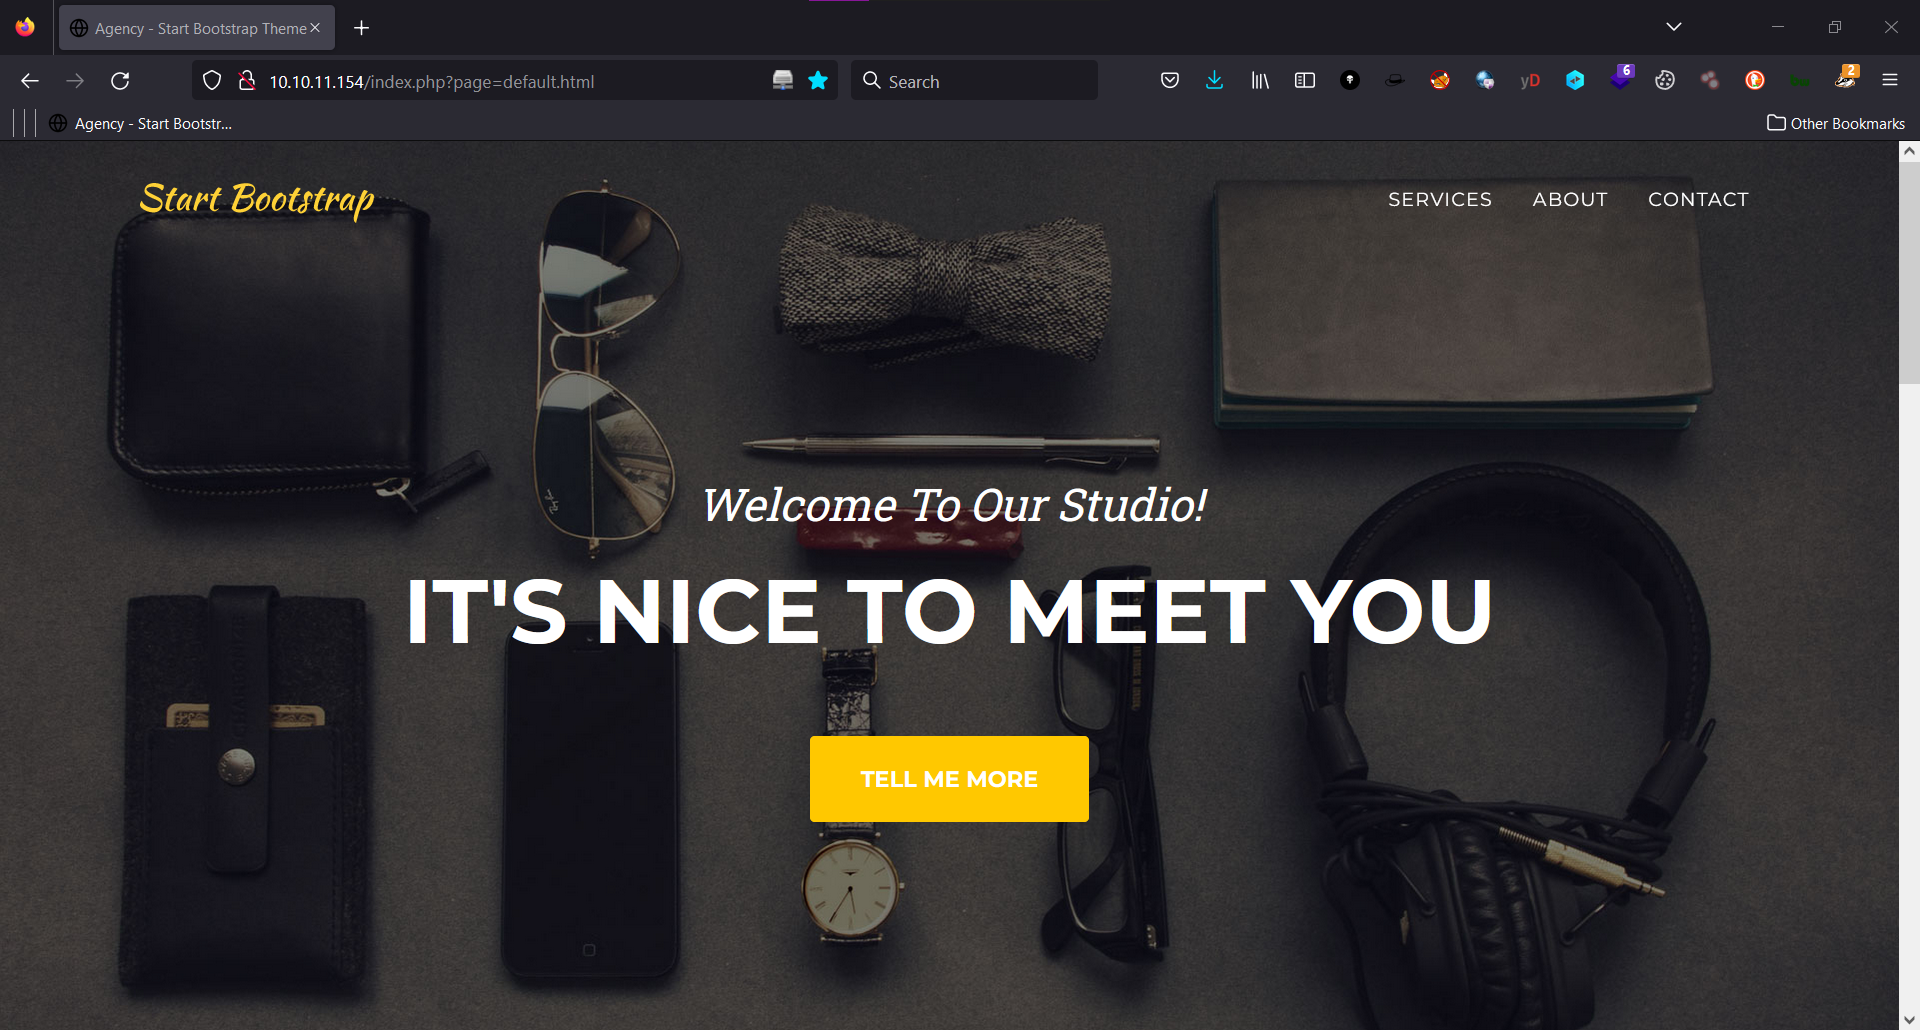 Agency - Start Bootstrap Theme
10.10.11.154/index.php?page=default.html
Search
yD
6
2
Agency - Start Bootstr...
Other Bookmarks
Start Bootstrap
SERVICES
ABOUT
CONTACT
Welcome To Our Studio!
IT'S NICE TO MEET YOU
TELL ME MORE